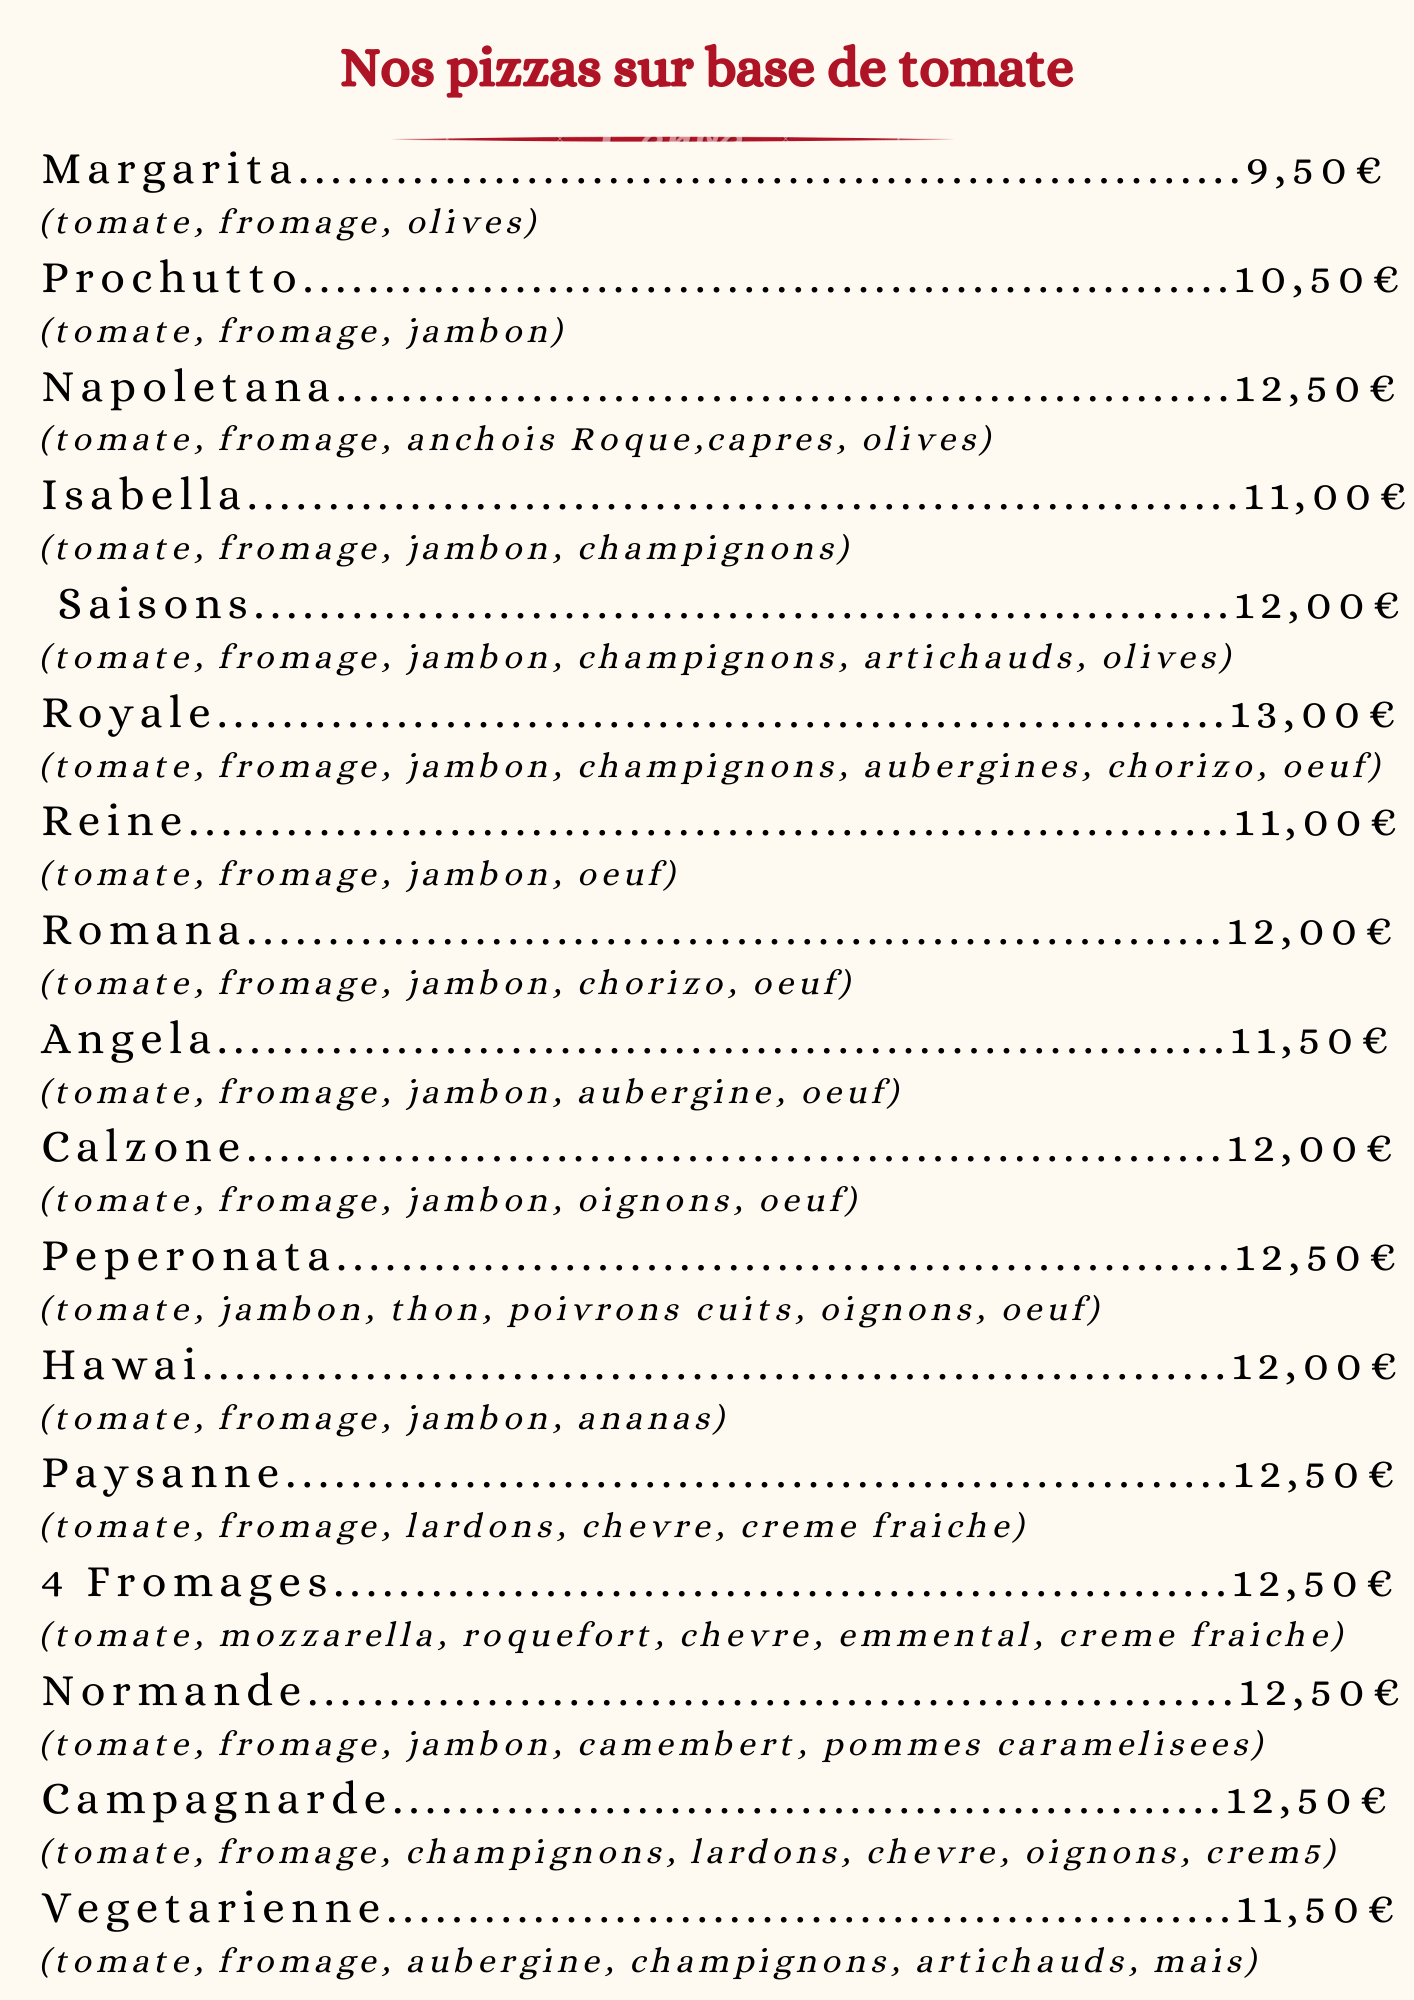 Nos pizzas sur base de tomate
Margarita..........................................................9,50€
(tomate, fromage, olives)
Prochutto.........................................................10,50€
(tomate, fromage, jambon)
Napoletana.......................................................12,50€
(tomate, fromage, anchois Roque,capres, olives)
Isabella.............................................................11,00€
(tomate, fromage, jambon, champignons)
Saisons............................................................12,00€
(tomate, fromage, jambon, champignons, artichauds, olives)
Royale..............................................................13,00€
(tomate, fromage, jambon, champignons, aubergines, chorizo, oeuf)
Reine................................................................11,00€
(tomate, fromage, jambon, oeuf)
Romana............................................................12,00€
(tomate, fromage, jambon, chorizo, oeuf)
Angela..............................................................11,50€
(tomate, fromage, jambon, aubergine, oeuf)
Calzone............................................................12,00€
(tomate, fromage, jambon, oignons, oeuf)
Peperonata.......................................................12,50€
(tomate, jambon, thon, poivrons cuits, oignons, oeuf)
Hawai...............................................................12,00€
(tomate, fromage, jambon, ananas)
Paysanne..........................................................12,50€
(tomate, fromage, lardons, chevre, creme fraiche)
4 Fromages.......................................................12,50€
(tomate, mozzarella, roquefort, chevre, emmental, creme fraiche)
Normande.........................................................12,50€
(tomate, fromage, jambon, camembert, pommes caramelisees)
Campagnarde...................................................12,50€
(tomate, fromage, champignons, lardons, chevre, oignons, crem5)
Vegetarienne....................................................11,50€
(tomate, fromage, aubergine, champignons, artichauds, mais)